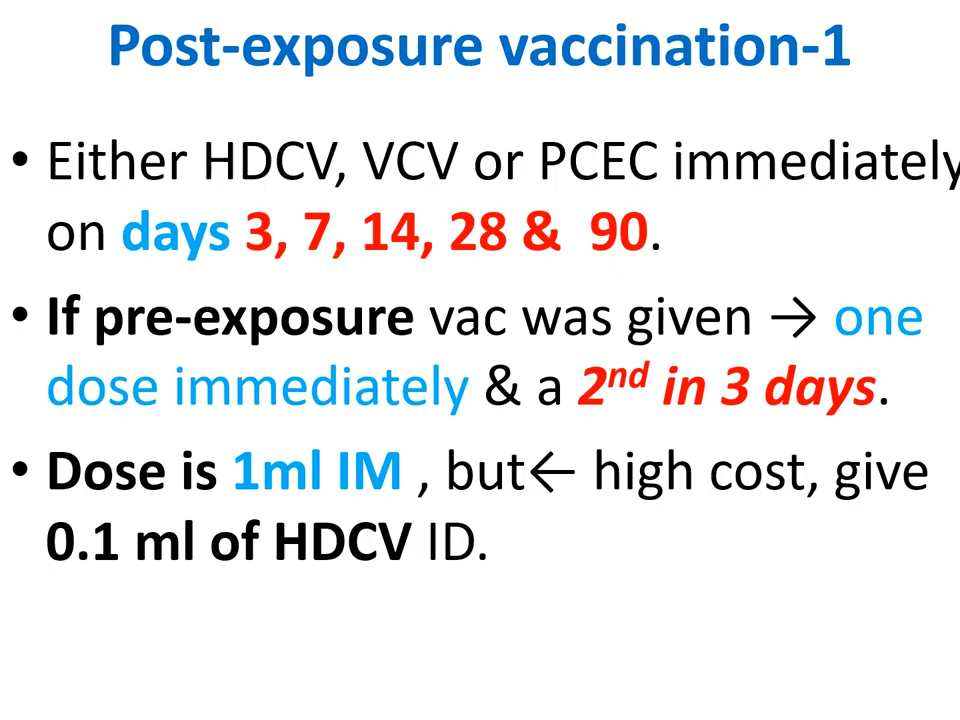 Post-exposure vaccination-1
• Either HDCV, VCV or PCEC immediately
on days 3, 7, 14, 28 & 90.
• If pre-exposure vac was given → one
dose immediately & a 2nd in 3 days.
• Dose is 1ml IM , but← high cost, give
0.1 ml of HDCV ID.